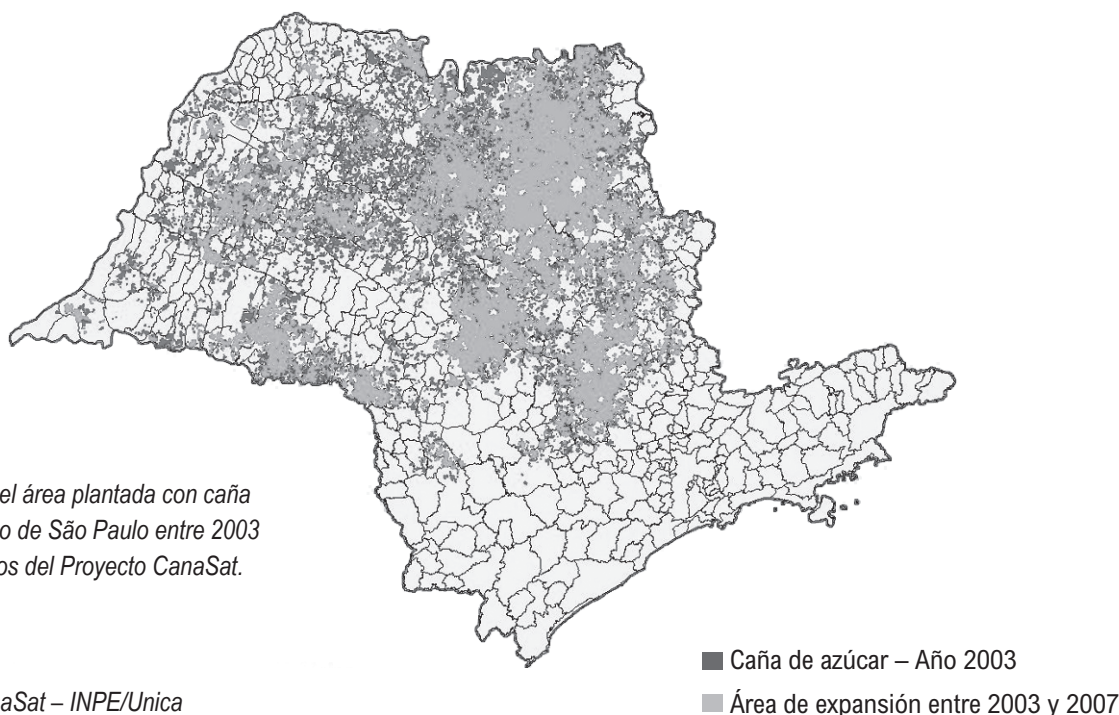 el área plantada con caña
o de São Paulo entre 2003
os del Proyecto CanaSat.
aSat – INPE/Unica
Caña de azúcar – Año 2003
Área de expansión entre 2003 y 2007